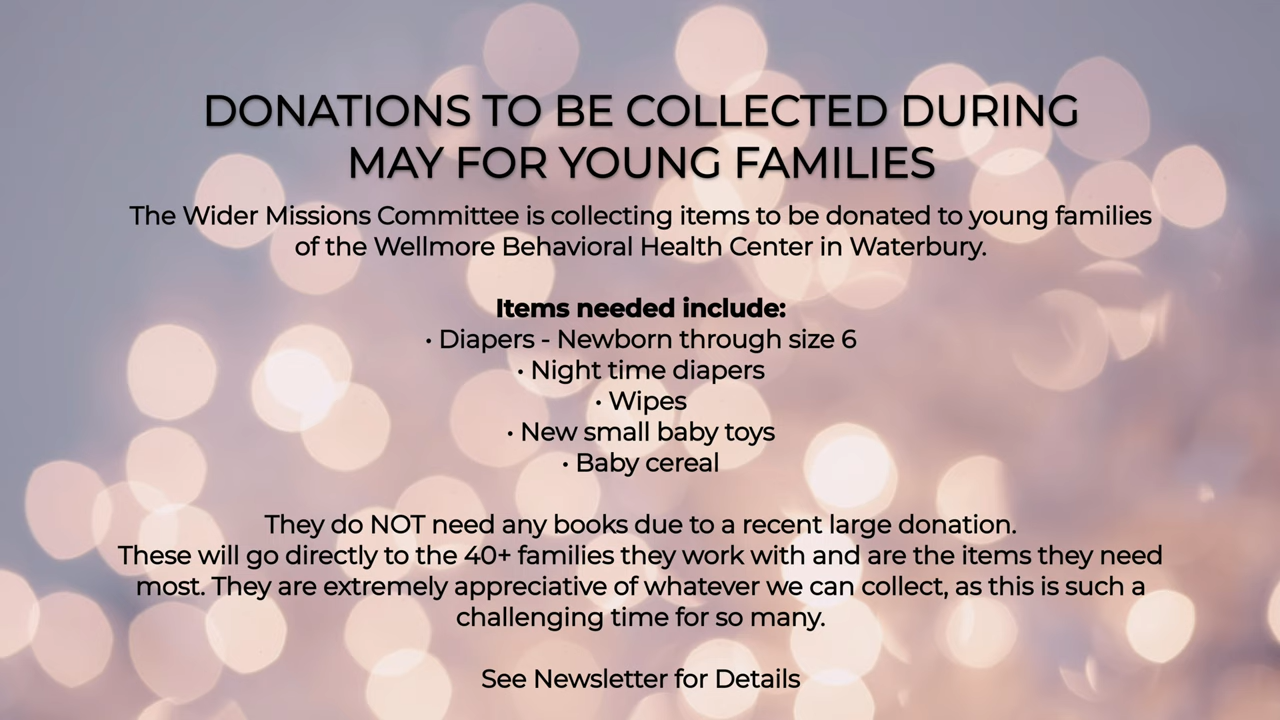 DONATIONS TO BE COLLECTED DURING
MAY FOR YOUNG FAMILIES
The Wider Missions Committee is collecting items to be donated to young families
of the Wellmore Behavioral Health Center in Waterbury.
Items needed include:
• Diapers - Newborn through size 6
• Night time diapers
• Wipes
• New small baby toys
• Baby cereal
They do NOT need any books due to a recent large donation.
These will go directly to the 40+ families they work with and are the items they need
most. They are extremely appreciative of whatever we can collect, as this is such a
challenging time for so many.
See Newsletter for Details